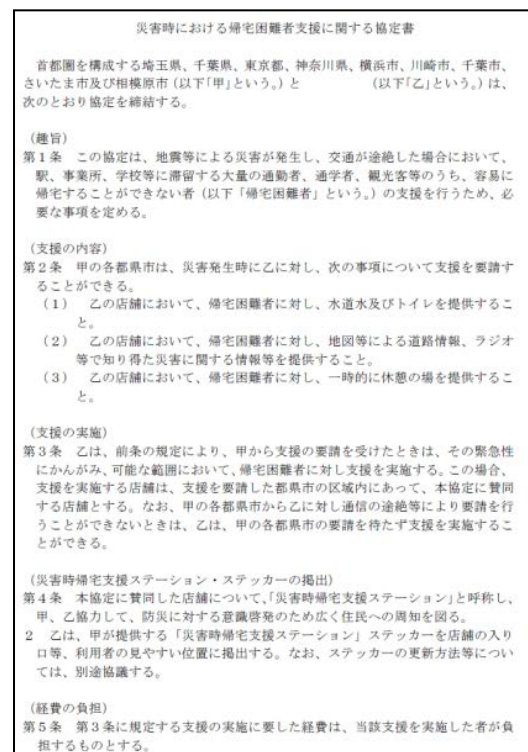 災害時における帰宅困難者支援に関する協定書
首都圏を構成する埼玉県、千葉県、東京都、神奈川県、横浜市、川崎市、千葉市、
さいたま市及び相模原市(以下「甲」という。)と　　　　　(以下「乙」という。)は、
次のとおり協定を締結する。
(趣旨)
第1条　この協定は、地震等による災害が発生し、交通が途絶した場合において、
駅、事業所、学校等に滞留する大量の通勤者、通学者、観光客等のうち、容易に
帰宅することができない者(以下「帰宅困難者」という。)の支援を行うため、必
要な事項を定める。
(支援の内容)
第2条　甲の各都県市は、災害発生時に乙に対し、次の事項について支援を要請す
ることができる。
(1)　乙の店舗において、帰宅困難者に対し、水道水及びトイレを提供するこ
と。
(2)　乙の店舗において、帰宅困難者に対し、地図等による道路情報、ラジオ
等で知り得た災害に関する情報等を提供すること。
(3)　乙の店舗において、帰宅困難者に対し、一時的に休憩の場を提供するこ
と。
(支援の実施)
第3条　乙は、前条の規定により、甲から支援の要請を受けたときは、その緊急性
にかんがみ、可能な範囲において、帰宅困難者に対し支援を実施する。この場合、
支援を実施する店舗は、支援を要請した都県市の区域内にあって、本協定に賛同
する店舗とする。なお、甲の各都県市から乙に対し通信の途絶等により要請を行
うことができないときは、乙は、甲の各都県市の要請を待たず支援を実施するこ
とができる。
(災害時帰宅支援ステーション・ステッカーの掲出)
第4条　本協定に賛同した店舗について、「災害時帰宅支援ステーション」と呼称し、
甲、乙協力して、防災に対する意識啓発のため広く住民への周知を図る。
2　乙は、甲が提供する「災害時帰宅支援ステーション」ステッカーを店舗の入り
口等、利用者の見やすい位置に掲出する。なお、ステッカーの更新方法等につい
ては、別途協議する。
(経費の負担)
第5条　第3条に規定する支援の実施に要した経費は、当該支援を実施した者が負
担するものとする。